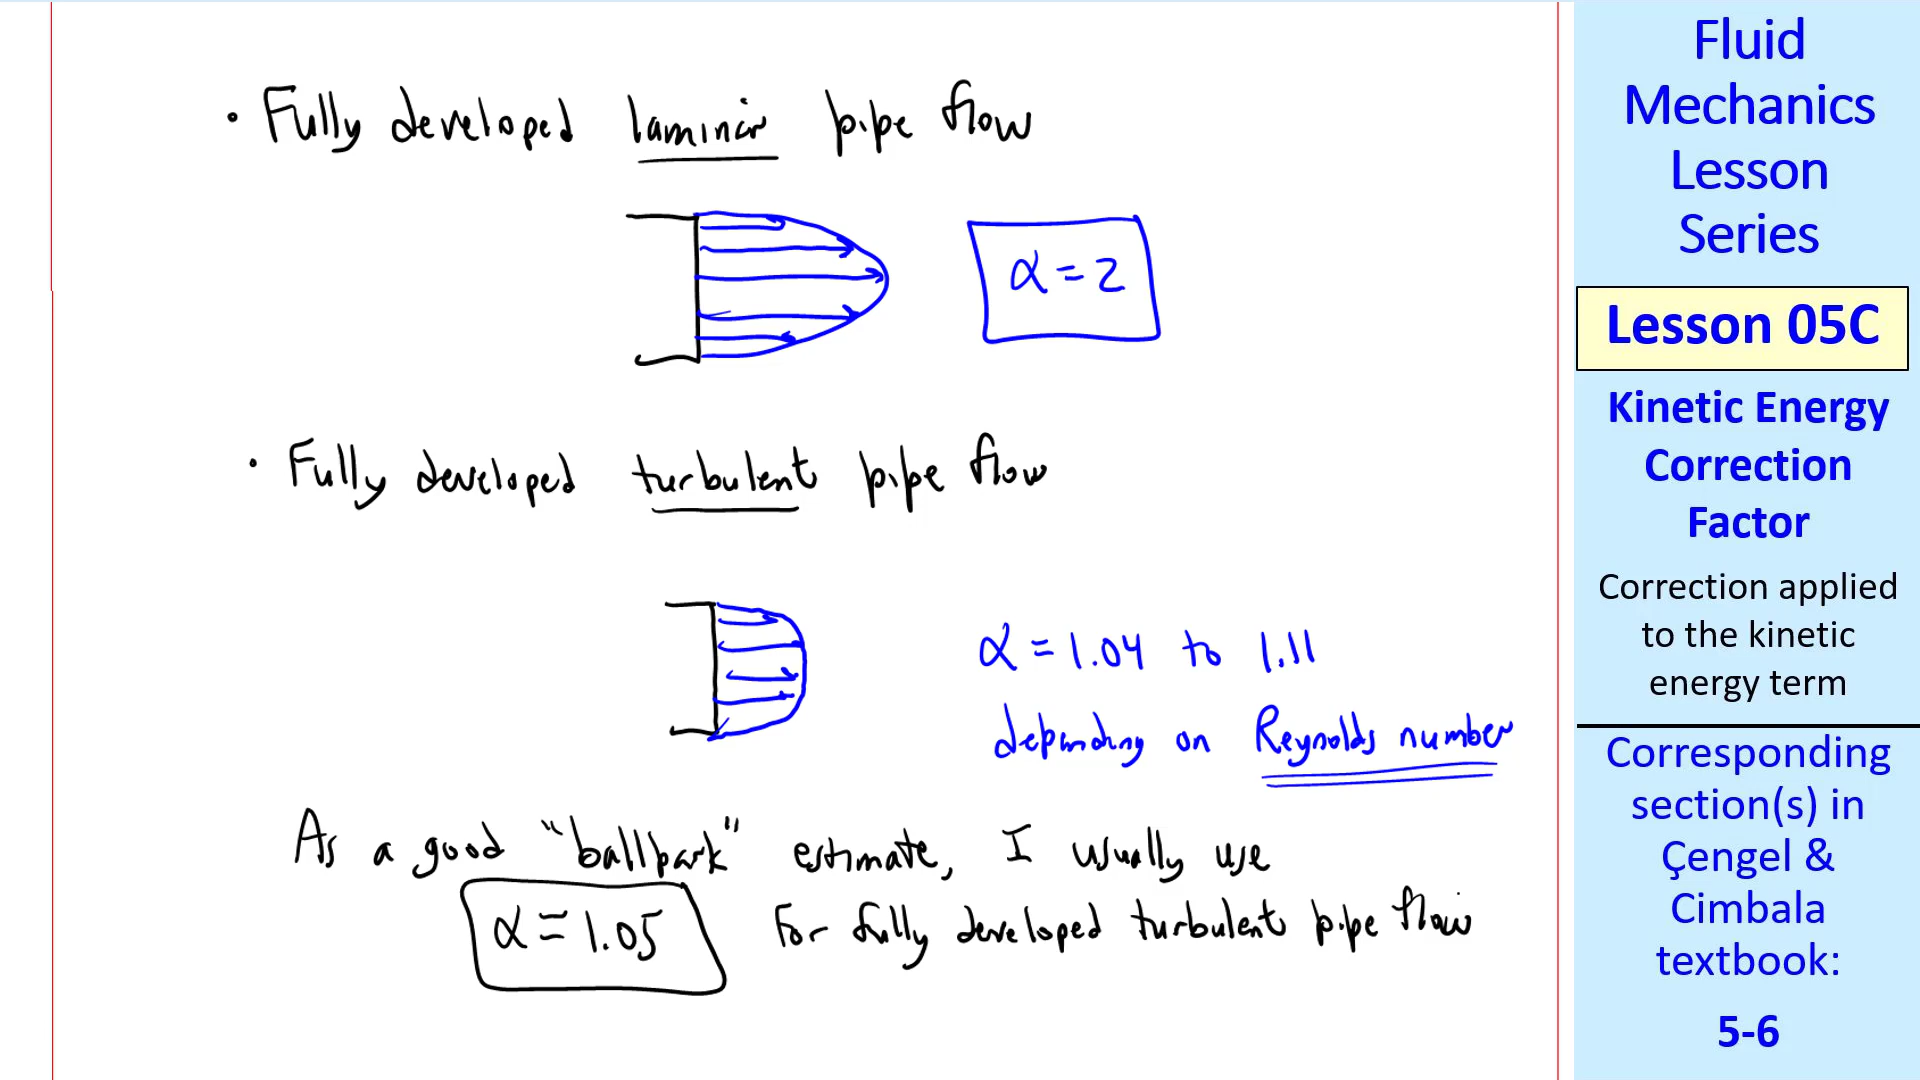 • Fully developed laminar pipe flow
α = 2
• Fully developed turbulent pipe flow
α = 1.04 to 1.11
depending on Reynolds number
As a good "ballpark" estimate, I usually use
α = 1.05 for fully developed turbulent pipe flow
Fluid
Mechanics
Lesson
Series
Lesson 05C
Kinetic Energy
Correction
Factor
Correction applied
to the kinetic
energy term
Corresponding
section(s) in
Çengel &
Cimbala
textbook:
5-6